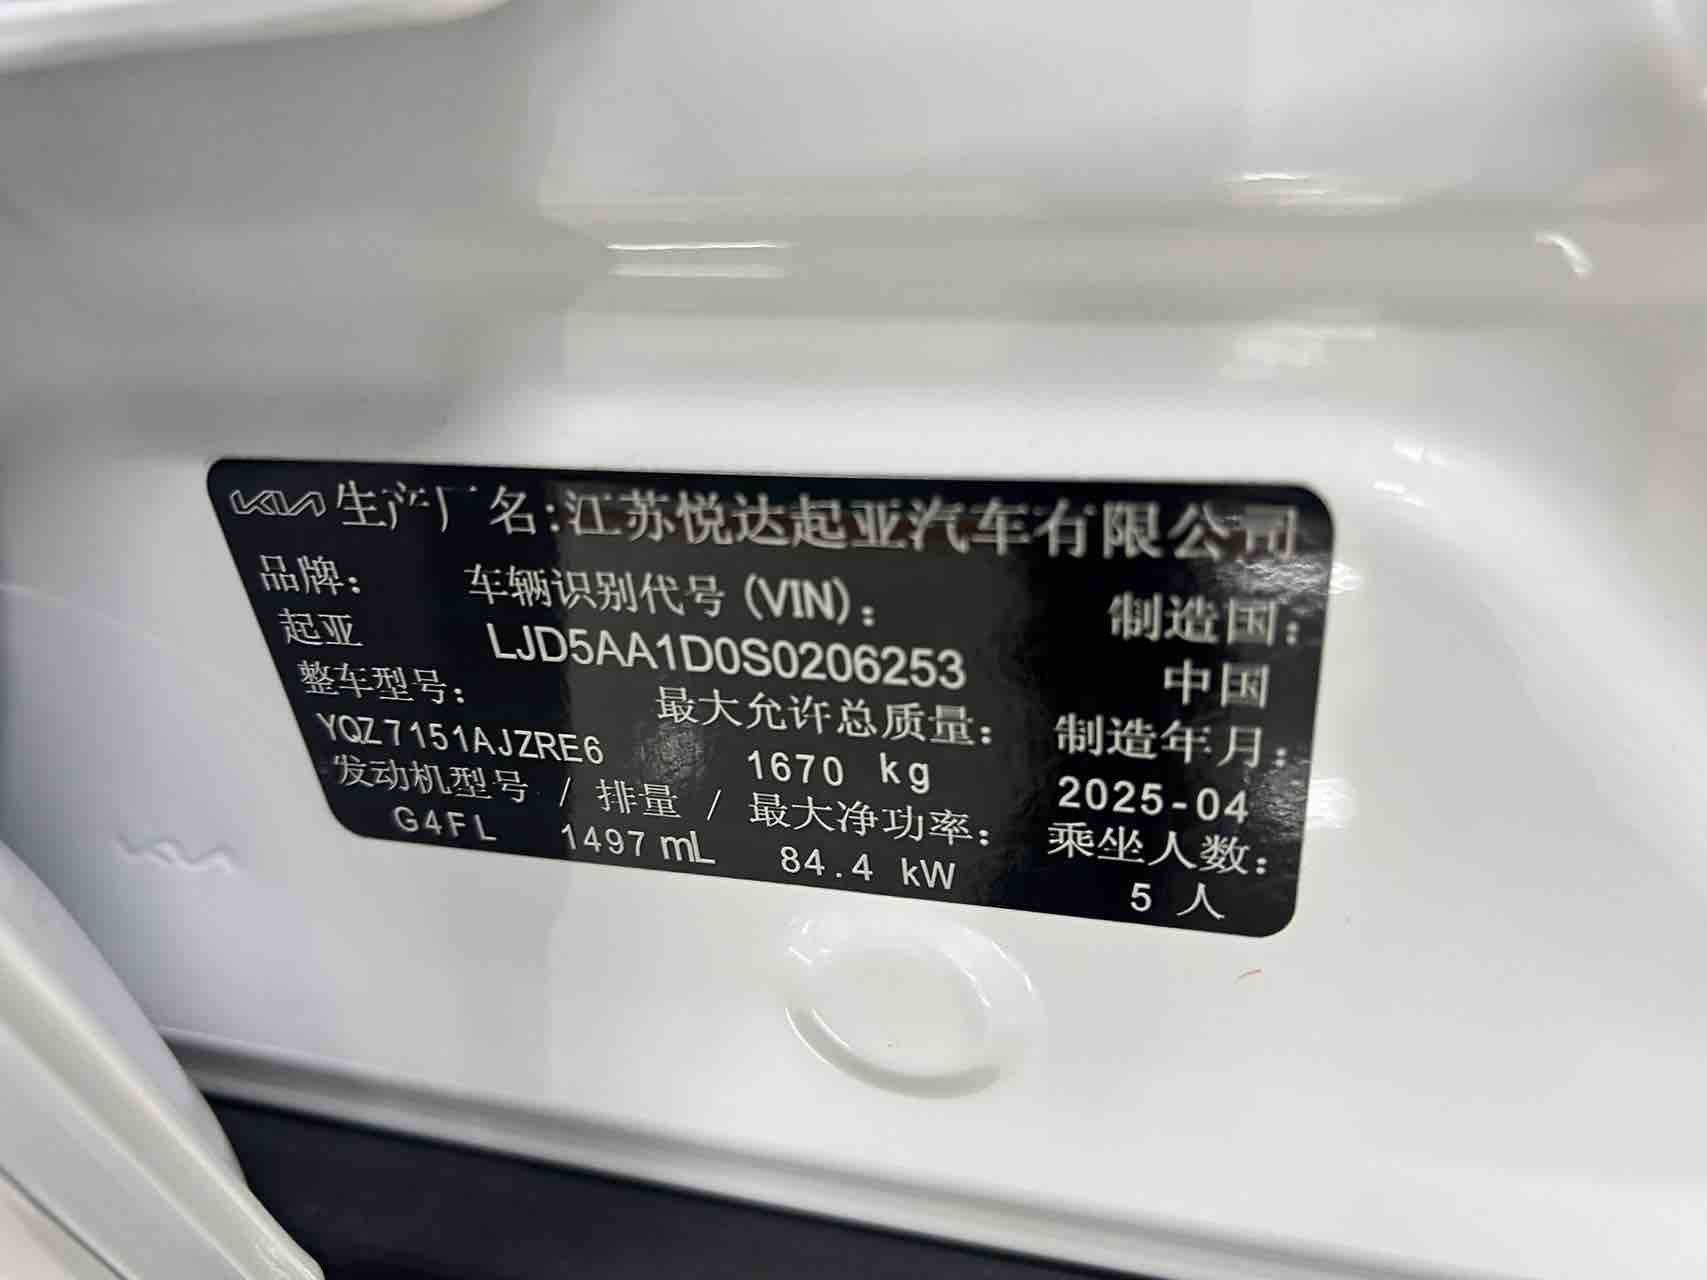 KIA 生产厂名:江苏悦达起亚汽车有限公司
品牌: 车辆识别代号(VIN): 制造国:
起亚 LJD5AA1D0S0206253 中国
整车型号: 最大允许总质量: 制造年月:
YQZ7151AJZRE6 1670 kg 2025-04
发动机型号 / 排量 / 最大净功率: 乘坐人数:
G4FL 1497 mL 84.4 kW 5 人